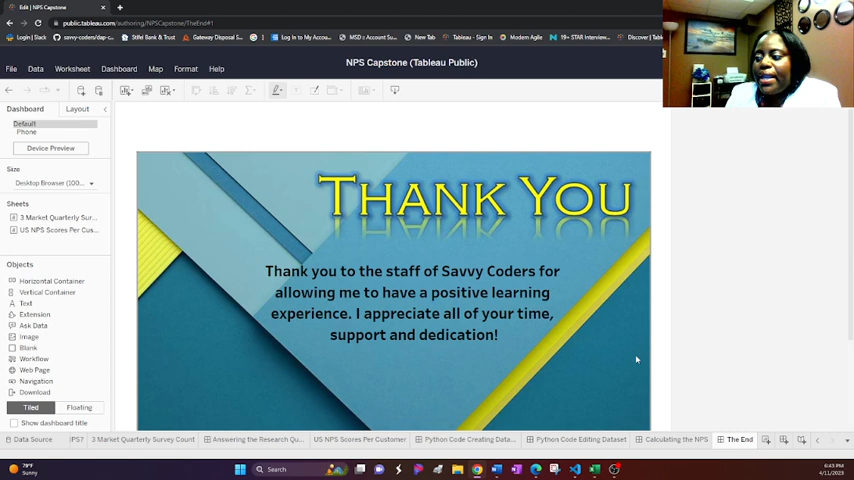 Edit | NPS Capstone
public.tableau.com/authoring/NPSCapstone/TheEnd#1
Login | Slack
savvy-coders/dap-c...
Stifel Bank & Trust
Gateway Disposal S...
Log In to My Accou...
MSD :: Account Su...
New Tab
Tableau - Sign In
Modern Agile
19+ STAR Interview...
Discover | Tab
File Data Worksheet Dashboard Map Format Help
NPS Capstone (Tableau Public)
Dashboard Layout
Default
Phone
Device Preview
Size
Desktop Browser (100...
Sheets
3 Market Quarterly Sur...
US NPS Scores Per Cus...
Objects
Horizontal Container
Vertical Container
Text
Extension
Ask Data
Image
Blank
Workflow
Web Page
Navigation
Download
Tiled Floating
Show dashboard title
Thank You
Thank you to the staff of Savvy Coders for
allowing me to have a positive learning
experience. I appreciate all of your time,
support and dedication!
Data Source
IPS?
3 Market Quarterly Survey Count
Answering the Research Qu...
US NPS Scores Per Customer
Python Code Creating Data...
Python Code Editing Dataset
Calculating the NPS
The End
78°F
Sunny
Search
6:43 PM
4/11/2023